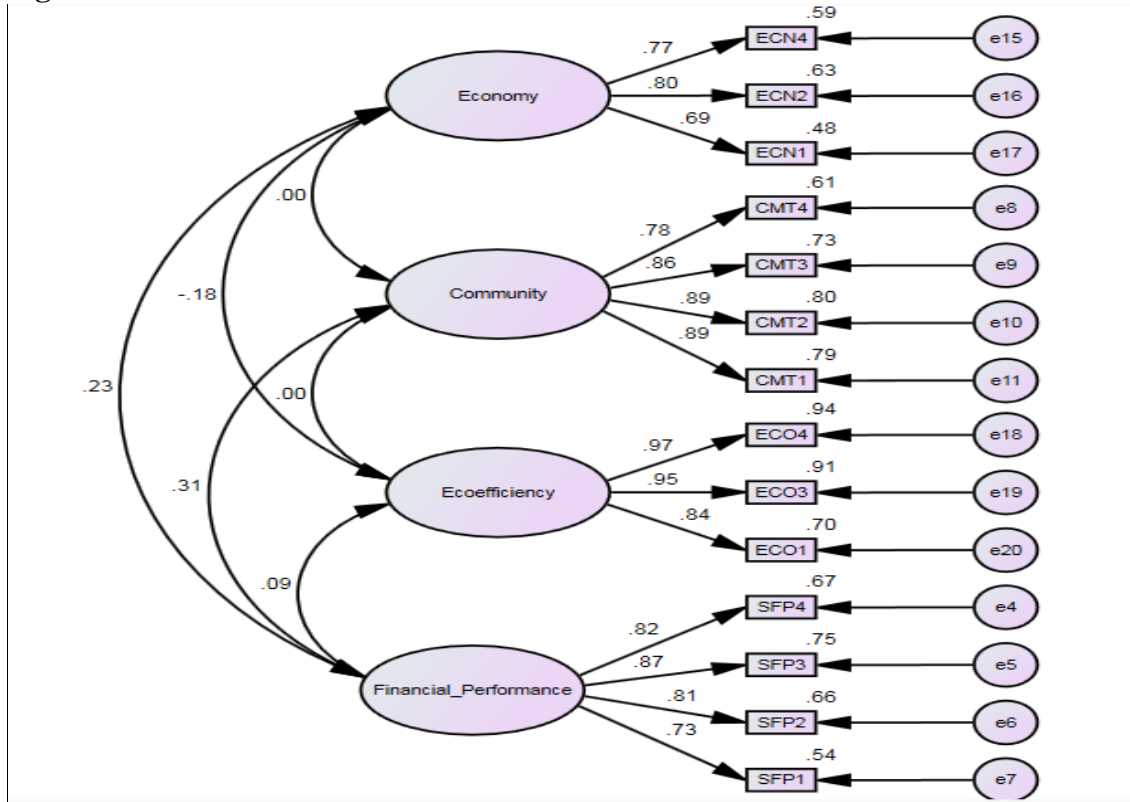 .59
ECN4
e15
.77
.63
Economy
.80
ECN2
e16
.69
.48
ECN1
e17
.61
.00
CMT4
e8
.78
.73
.86
CMT3
e9
-.18
Community
.80
.89
CMT2
e10
.89
.79
CMT1
e11
.23
.00
.94
ECO4
e18
.97
.91
.31
Ecoefficiency
.95
ECO3
e19
.84
.70
ECO1
e20
.09
.67
SFP4
e4
.82
.75
.87
SFP3
e5
Financial_Performance
.81
.66
SFP2
e6
.73
.54
SFP1
e7